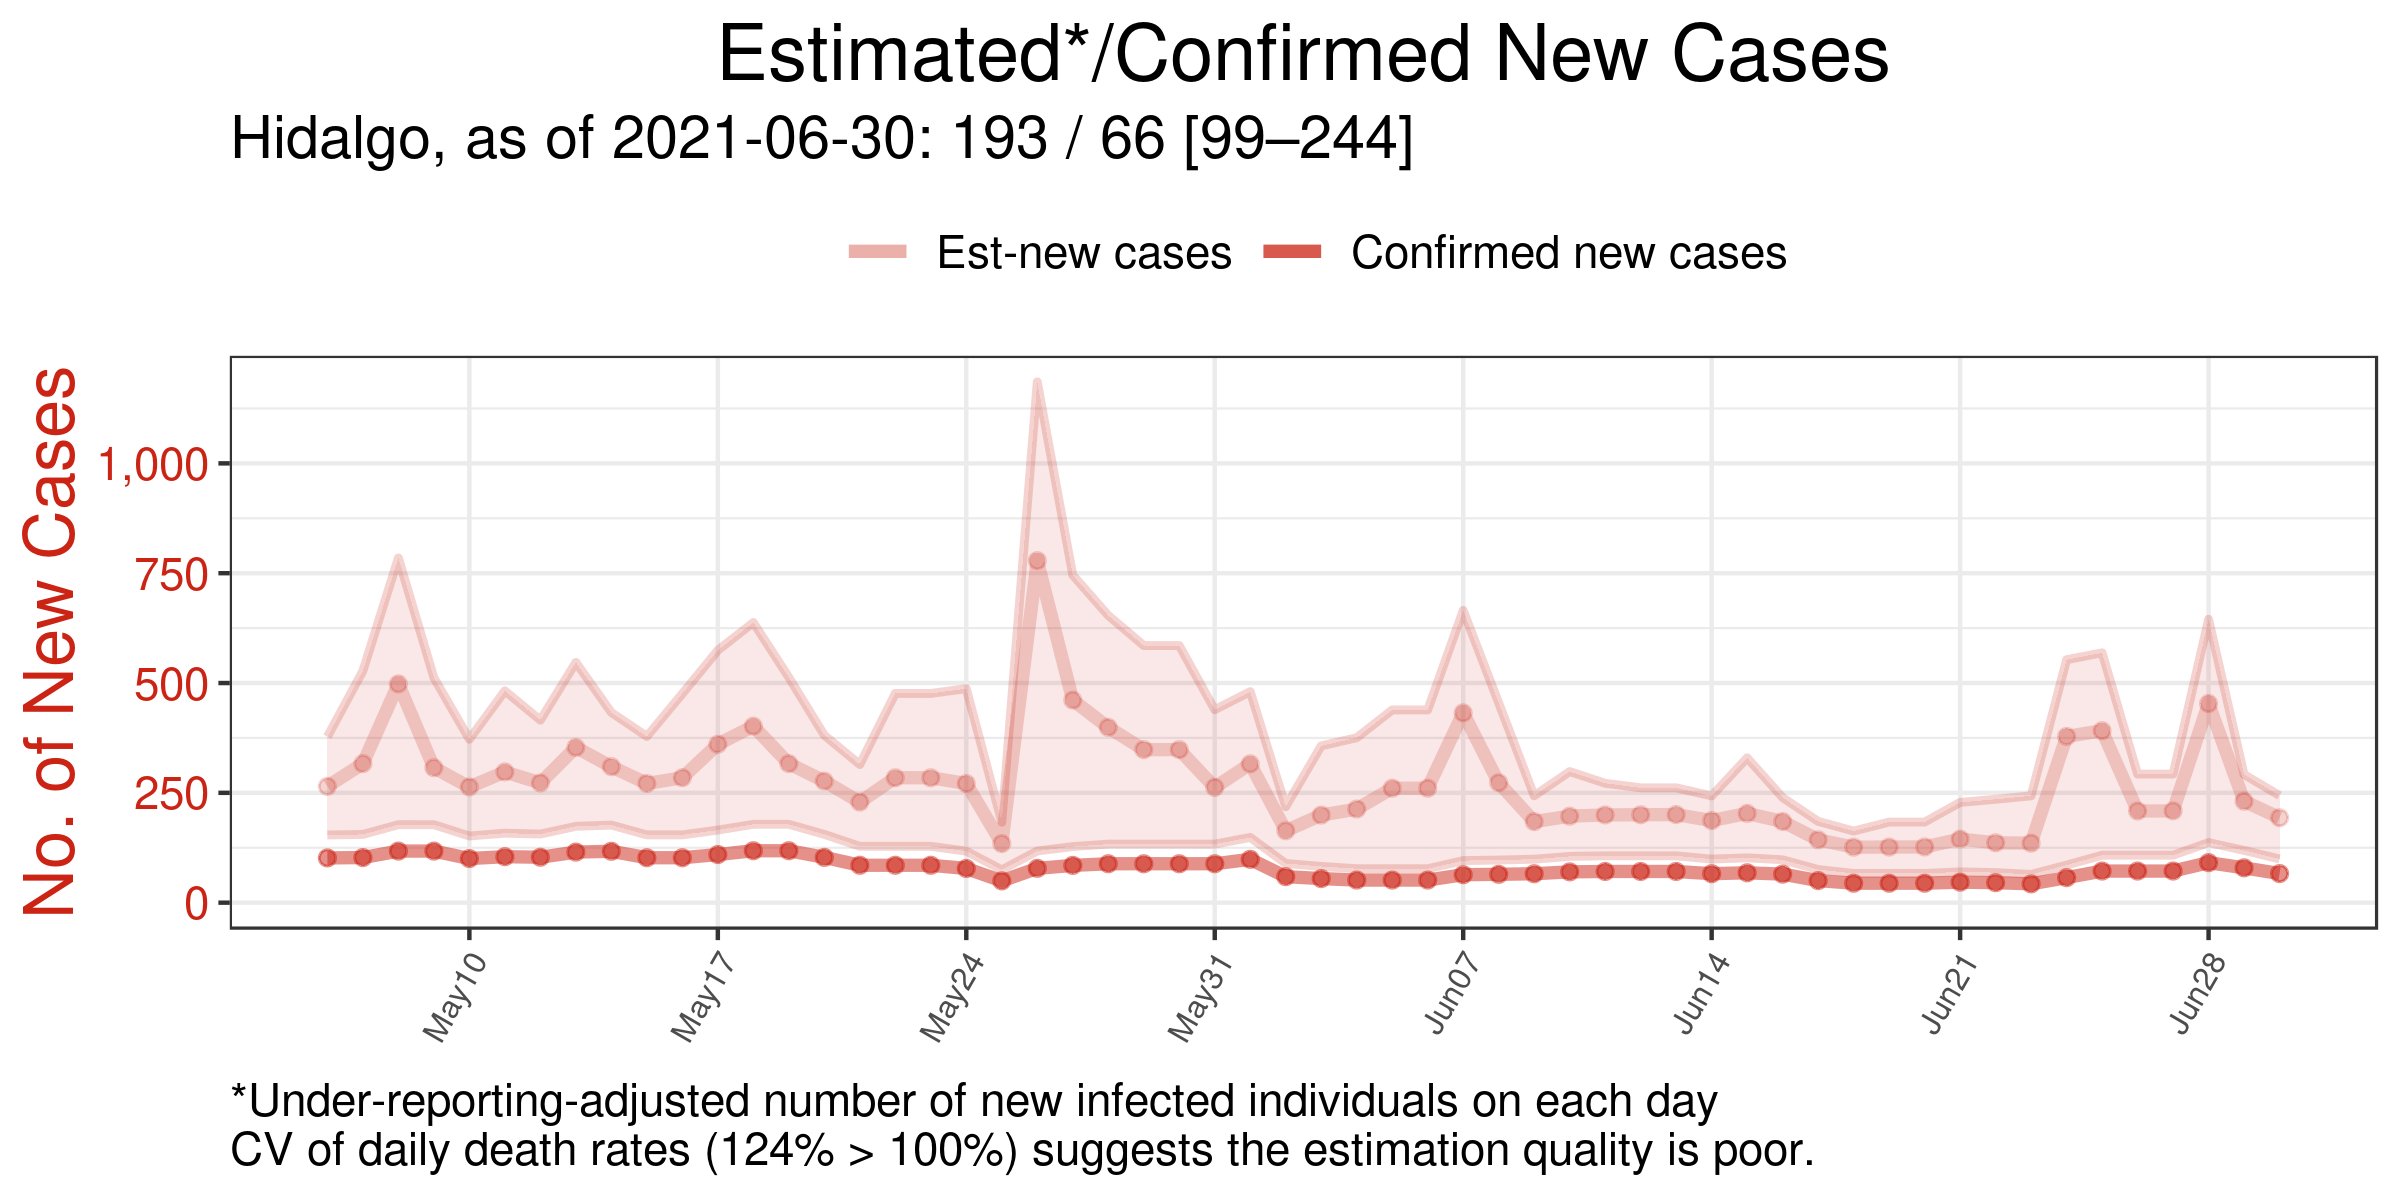 Estimated*/Confirmed New Cases
Hidalgo, as of 2021-06-30: 193 / 66 [99–244]
Est-new cases
Confirmed new cases
No. of New Cases
1,000
750
500
250
0
May10
May17
May24
May31
Jun07
Jun14
Jun21
Jun28
*Under-reporting-adjusted number of new infected individuals on each day
CV of daily death rates (124% > 100%) suggests the estimation quality is poor.